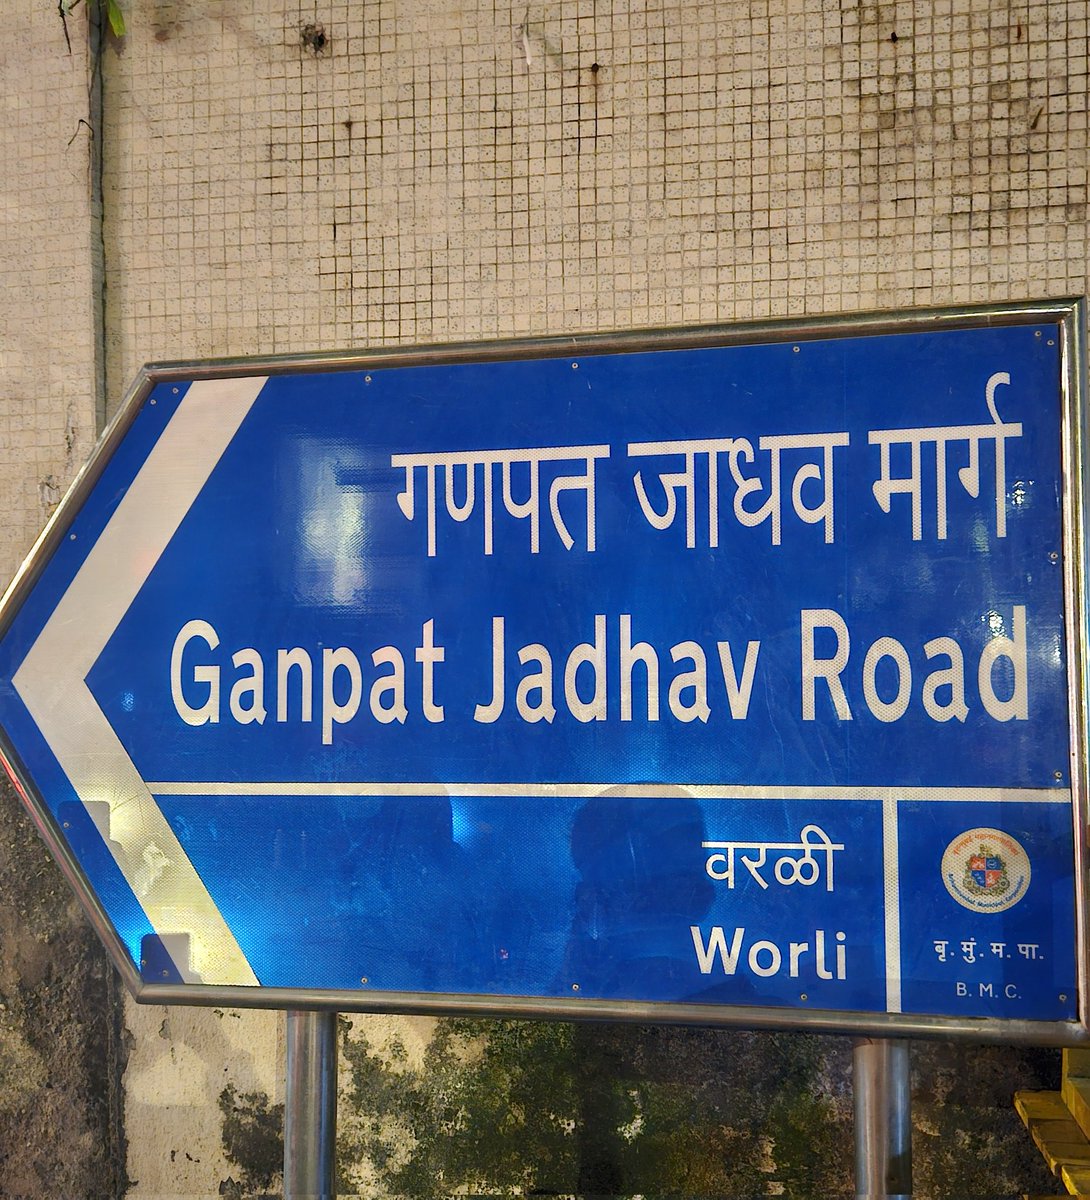 गणपत जाधव मार्ग
Ganpat Jadhav Road
वरळी
Worli
बृ. मुं. म. पा.
B. M. C.